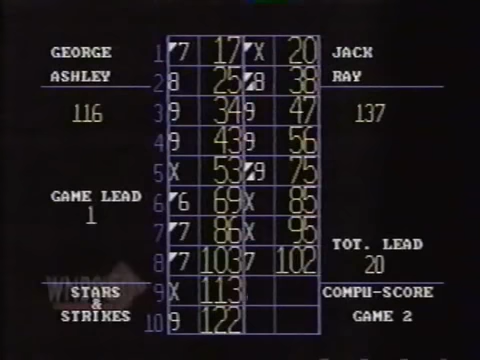 GEORGE 1 7 17 X 20 JACK
ASHLEY 2 8 25 8 38 RAY
116 3 9 34 9 47 137
4 9 43 9 56
5 X 53 9 75
GAME LEAD 6 6 69 X 85
1 7 7 86 X 95
8 7 103 7 102 TOT. LEAD
20
STARS 9 X 113 COMPU-SCORE
&
STRIKES 10 9 122 GAME 2